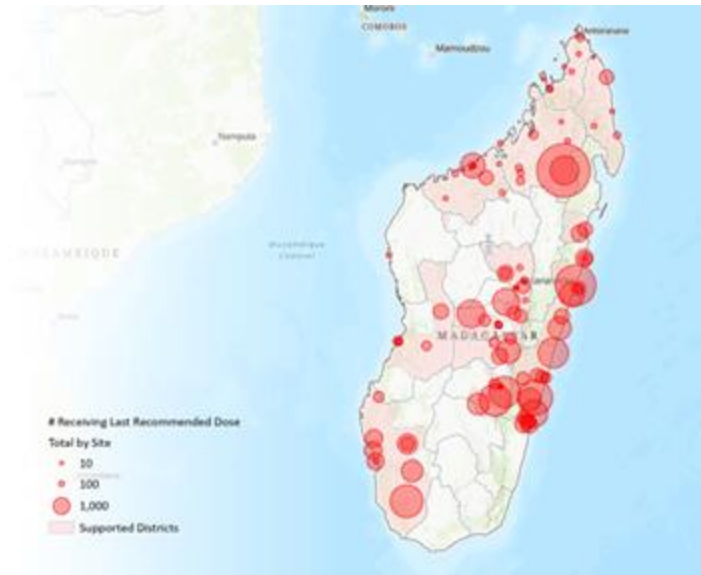 Moroni
COMOROS
Mamoudzou
Antsiranana
Nampula
MOZAMBIQUE
Mozambique
Channel
MADAGASCAR
# Receiving Last Recommended Dose
Total by Site
10
100
1,000
Supported Districts